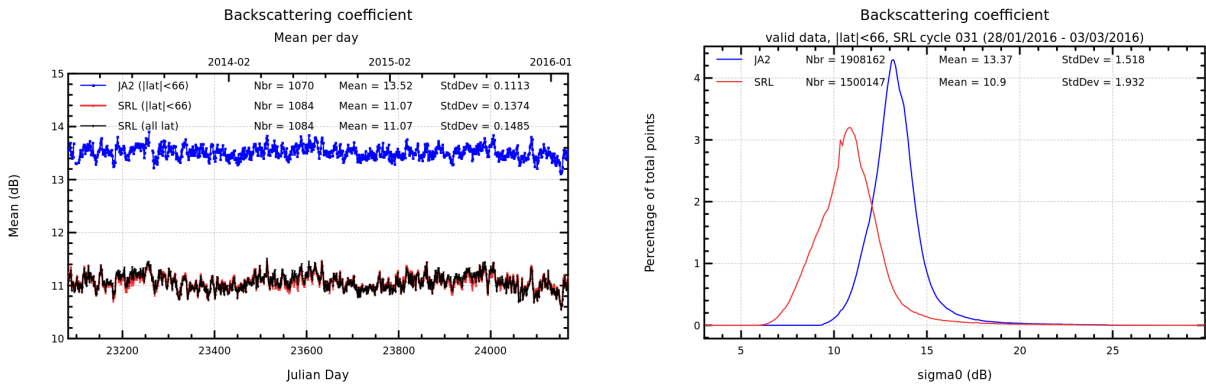 Backscattering coefficient
Mean per day
2014-02 2015-02 2016-01
15
JA2 (|lat|<66) Nbr = 1070 Mean = 13.52 StdDev = 0.1113
SRL (|lat|<66) Nbr = 1084 Mean = 11.07 StdDev = 0.1374
SRL (all lat) Nbr = 1084 Mean = 11.07 StdDev = 0.1485
14
13
12
11
10
Mean (dB)
23200 23400 23600 23800 24000
Julian Day
Backscattering coefficient
valid data, |lat|<66, SRL cycle 031 (28/01/2016 - 03/03/2016)
JA2 Nbr = 1908162 Mean = 13.37 StdDev = 1.518
SRL Nbr = 1500147 Mean = 10.9 StdDev = 1.932
4
3
2
1
0
Percentage of total points
5 10 15 20 25
sigma0 (dB)